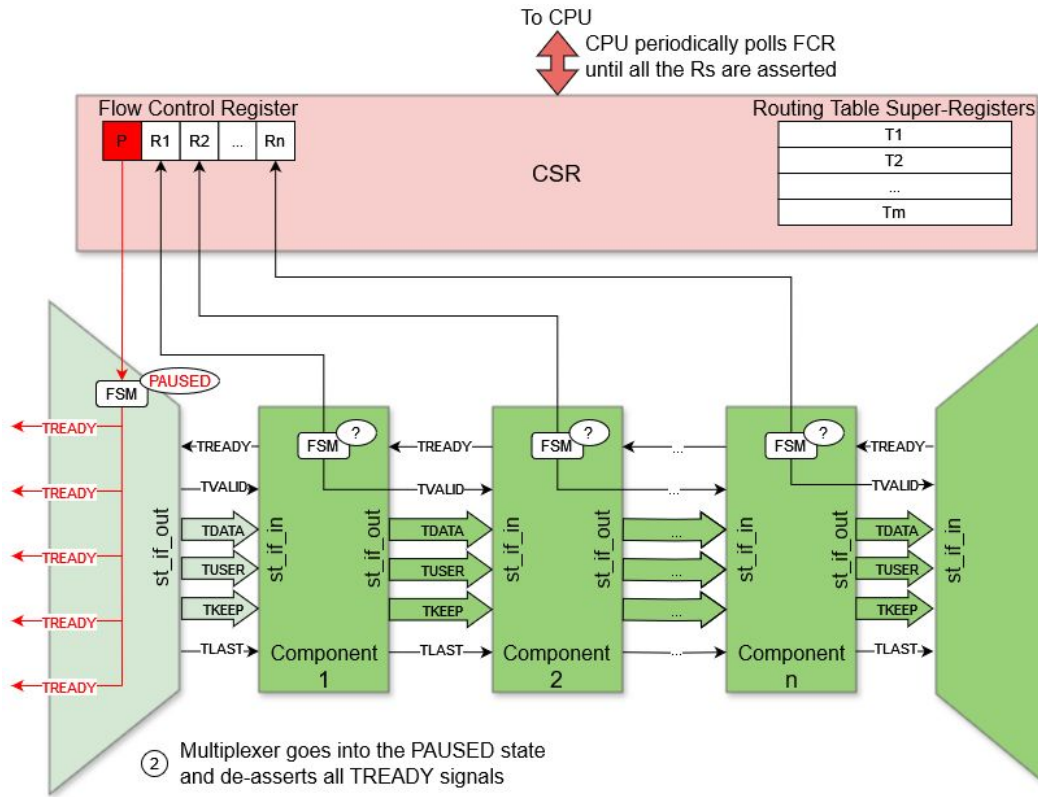 To CPU
CPU periodically polls FCR
until all the Rs are asserted
Flow Control Register
Routing Table Super-Registers
P R1 R2 ... Rn
T1
T2
...
Tm
CSR
PAUSED
FSM
TREADY
TREADY
TREADY
TREADY
TREADY
st_if_out
TREADY
TVALID
TDATA
TUSER
TKEEP
TLAST
st_if_in
FSM
?
st_if_out
Component
1
TREADY
TVALID
TDATA
TUSER
TKEEP
TLAST
st_if_in
FSM
?
st_if_out
Component
2
...
...
...
...
...
...
st_if_in
FSM
?
st_if_out
Component
n
TREADY
TVALID
TDATA
TUSER
TKEEP
TLAST
st_if_in
2
Multiplexer goes into the PAUSED state
and de-asserts all TREADY signals